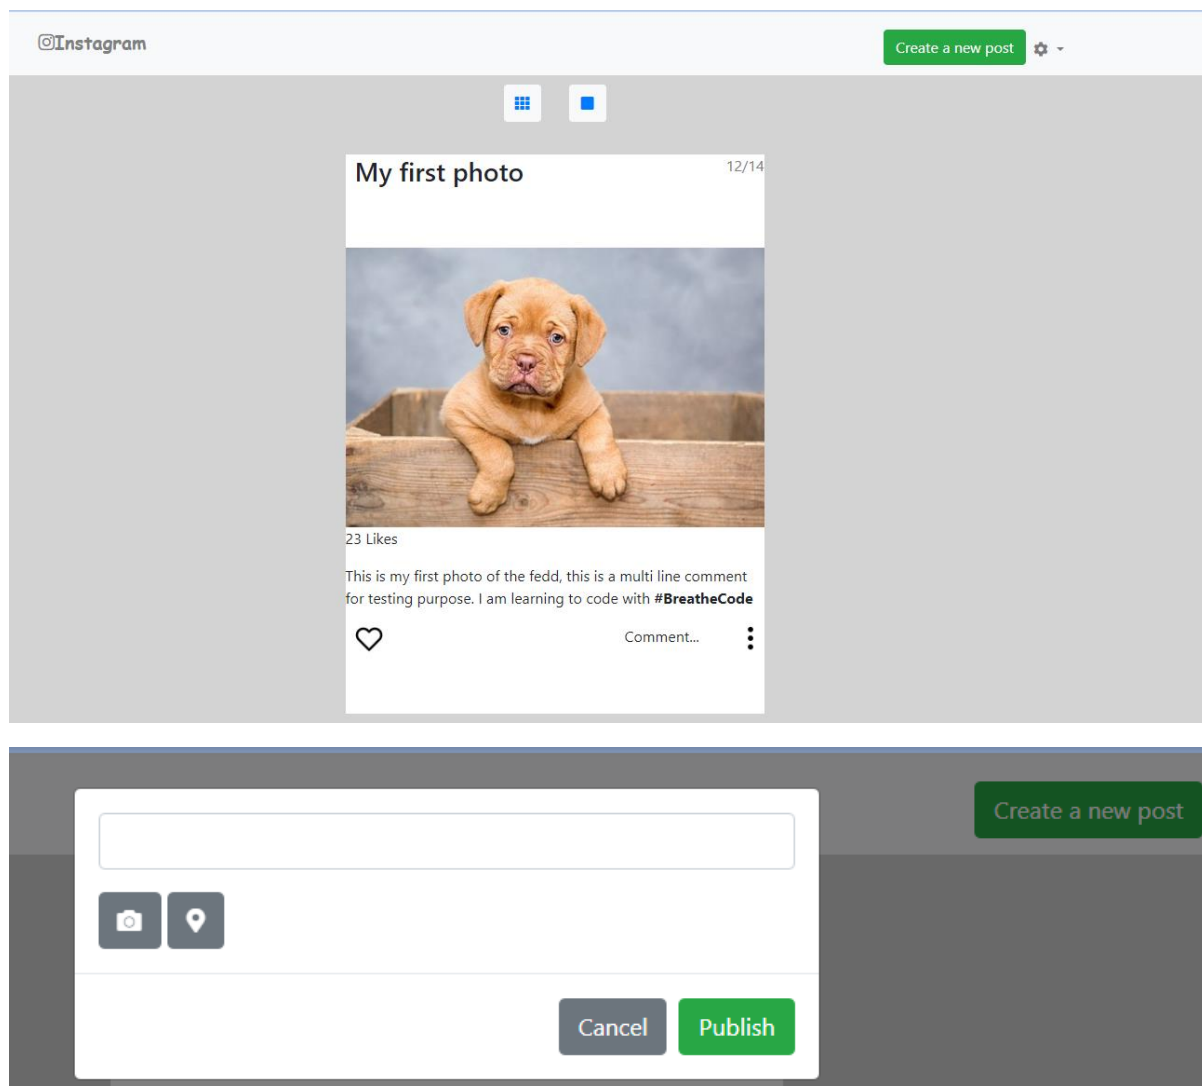 Instagram
Create a new post
My first photo
12/14
23 Likes
This is my first photo of the fedd, this is a multi line comment
for testing purpose. I am learning to code with #BreatheCode
Comment...
Create a new post
Cancel
Publish